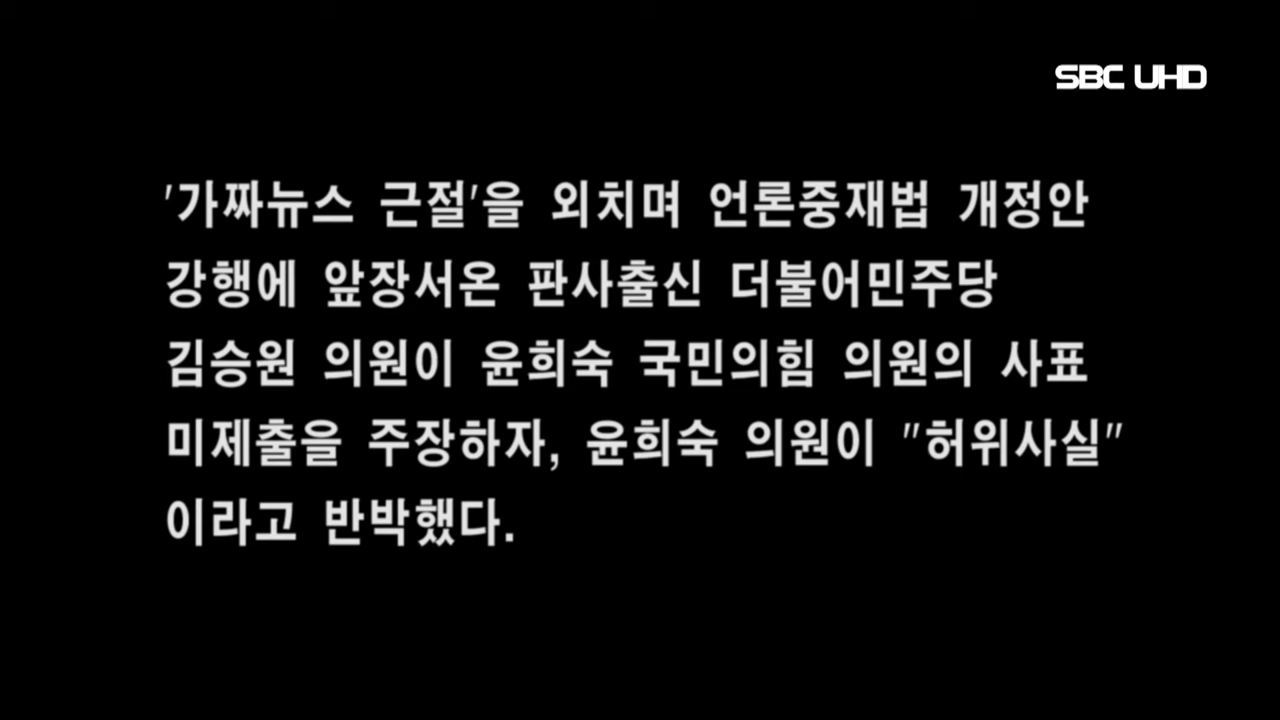 SBC UHD
'가짜뉴스 근절'을 외치며 언론중재법 개정안
강행에 앞장서온 판사출신 더불어민주당
김승원 의원이 윤희숙 국민의힘 의원의 사표
미제출을 주장하자, 윤희숙 의원이 "허위사실"
이라고 반박했다.